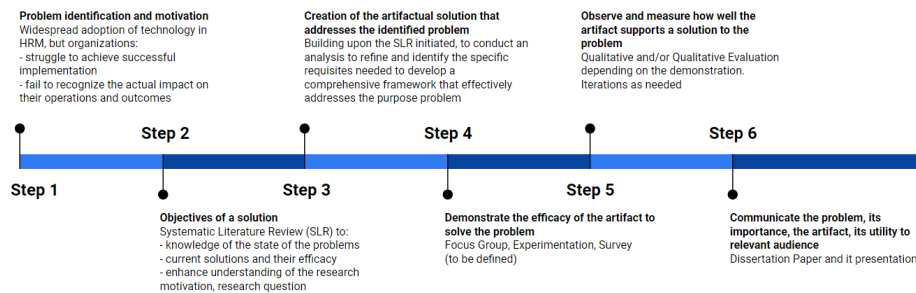 Problem identification and motivation
Widespread adoption of technology in
HRM, but organizations:
- struggle to achieve successful
implementation
- fail to recognize the actual impact on
their operations and outcomes
Creation of the artifactual solution that
addresses the identified problem
Building upon the SLR initiated, to conduct an
analysis to refine and identify the specific
requisites needed to develop a
comprehensive framework that effectively
addresses the purpose problem
Observe and measure how well the
artifact supports a solution to the
problem
Qualitative and/or Qualitative Evaluation
depending on the demonstration.
Iterations as needed
Step 2
Step 4
Step 6
Step 1
Step 3
Step 5
Objectives of a solution
Systematic Literature Review (SLR) to:
- knowledge of the state of the problems
- current solutions and their efficacy
- enhance understanding of the research
motivation, research question
Demonstrate the efficacy of the artifact to
solve the problem
Focus Group, Experimentation, Survey
(to be defined)
Communicate the problem, its
importance, the artifact, its utility to
relevant audience
Dissertation Paper and it presentation